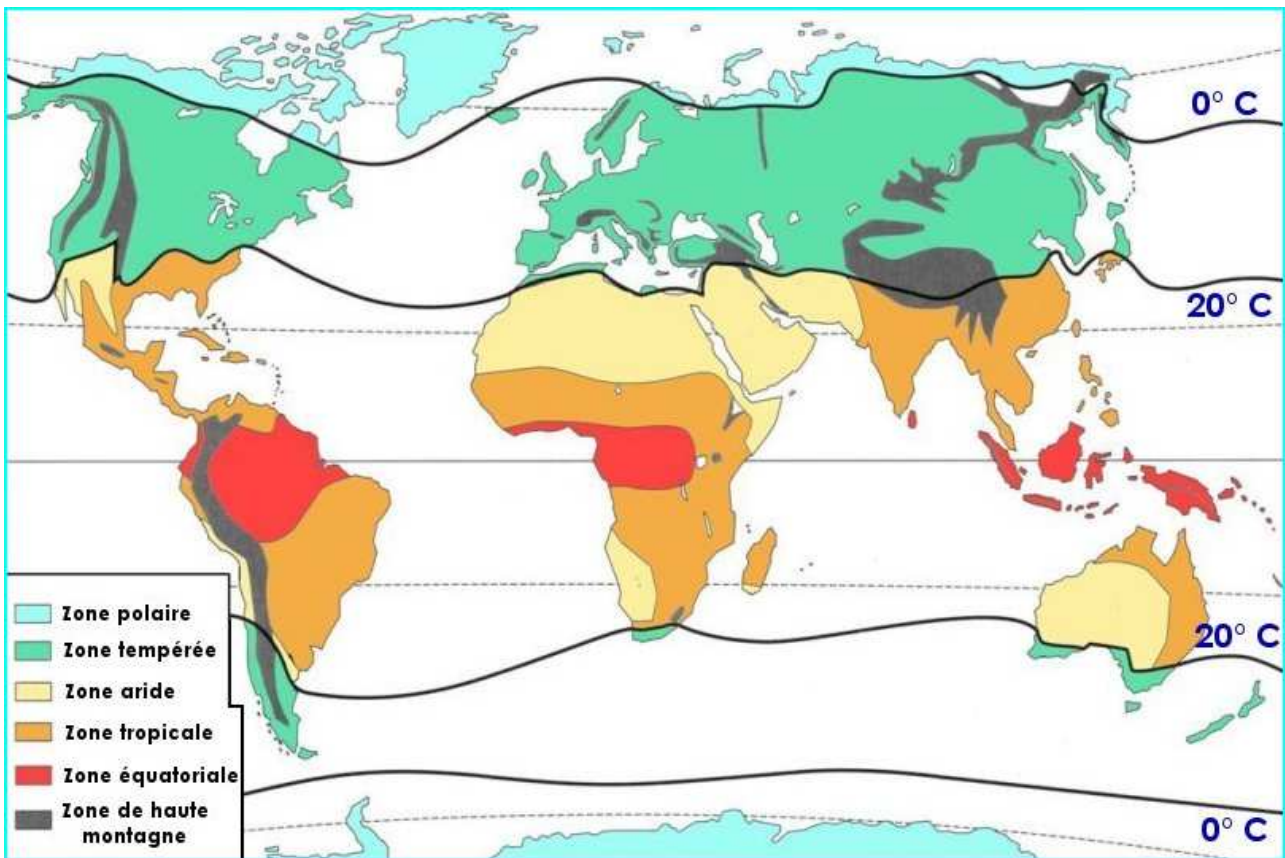 0° C
20° C
Zone polaire
Zone tempérée
20° C
Zone aride
Zone tropicale
Zone équatoriale
Zone de haute
montagne
0° C